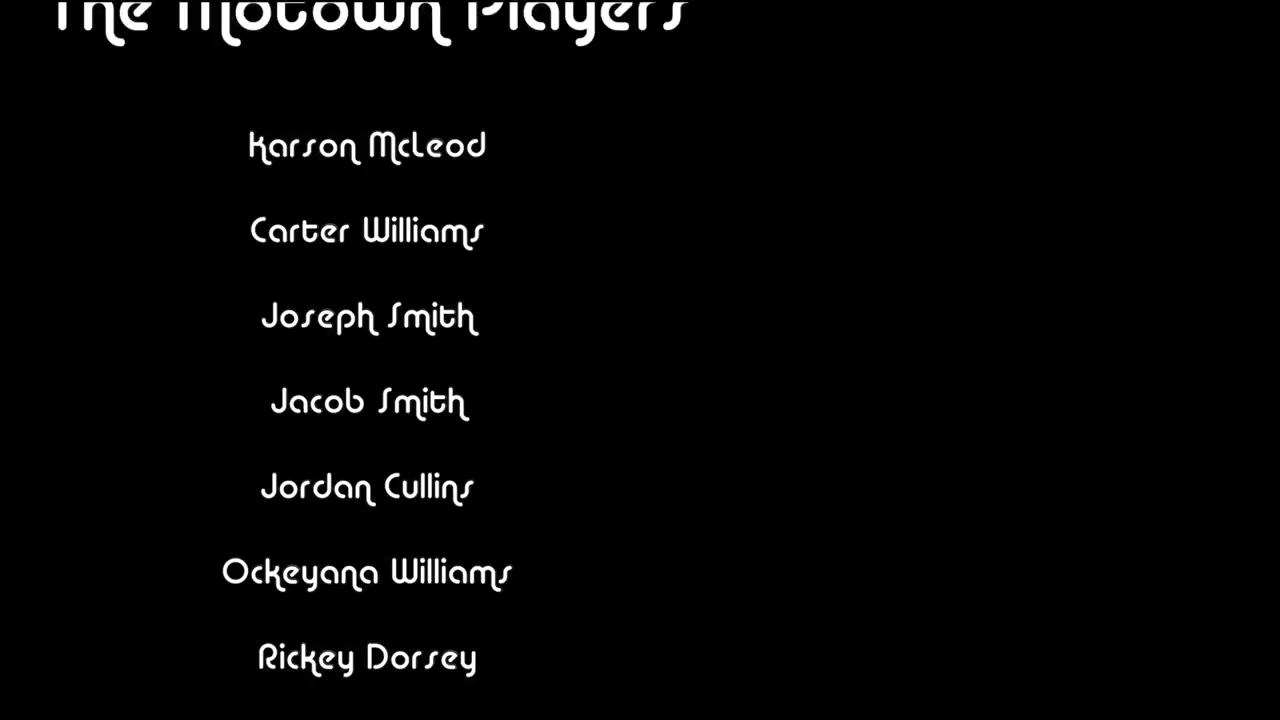 The Motown Players
Karson McLeod
Carter Williams
Joseph Smith
Jacob Smith
Jordan Cullins
Ockeyana Williams
Rickey Dorsey